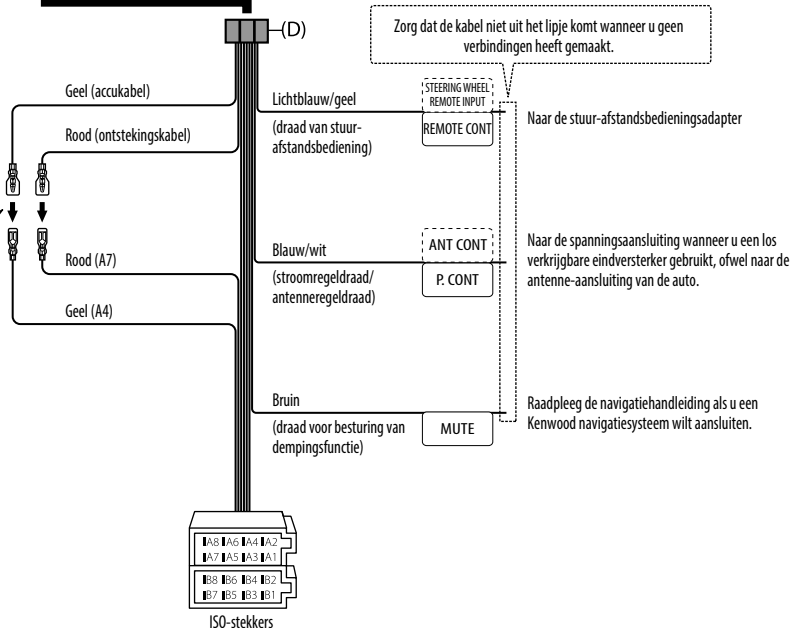 (D)
Zorg dat de kabel niet uit het lipje komt wanneer u geen
verbindingen heeft gemaakt.
Geel (accukabel)
Rood (ontstekingskabel)
Rood (A7)
Geel (A4)
Lichtblauw/geel
(draad van stuur-
afstandsbediening)
STEERING WHEEL
REMOTE INPUT
REMOTE CONT
Naar de stuur-afstandsbedieningsadapter
Blauw/wit
(stroomregeldraad/
antenneregeldraad)
ANT CONT
P. CONT
Naar de spanningsaansluiting wanneer u een los
verkrijgbare eindversterker gebruikt, ofwel naar de
antenne-aansluiting van de auto.
Bruin
(draad voor besturing van
dempingsfunctie)
MUTE
Raadpleeg de navigatiehandleiding als u een
Kenwood navigatiesysteem wilt aansluiten.
A8 A6 A4 A2
A7 A5 A3 A1
B8 B6 B4 B2
B7 B5 B3 B1
ISO-stekkers